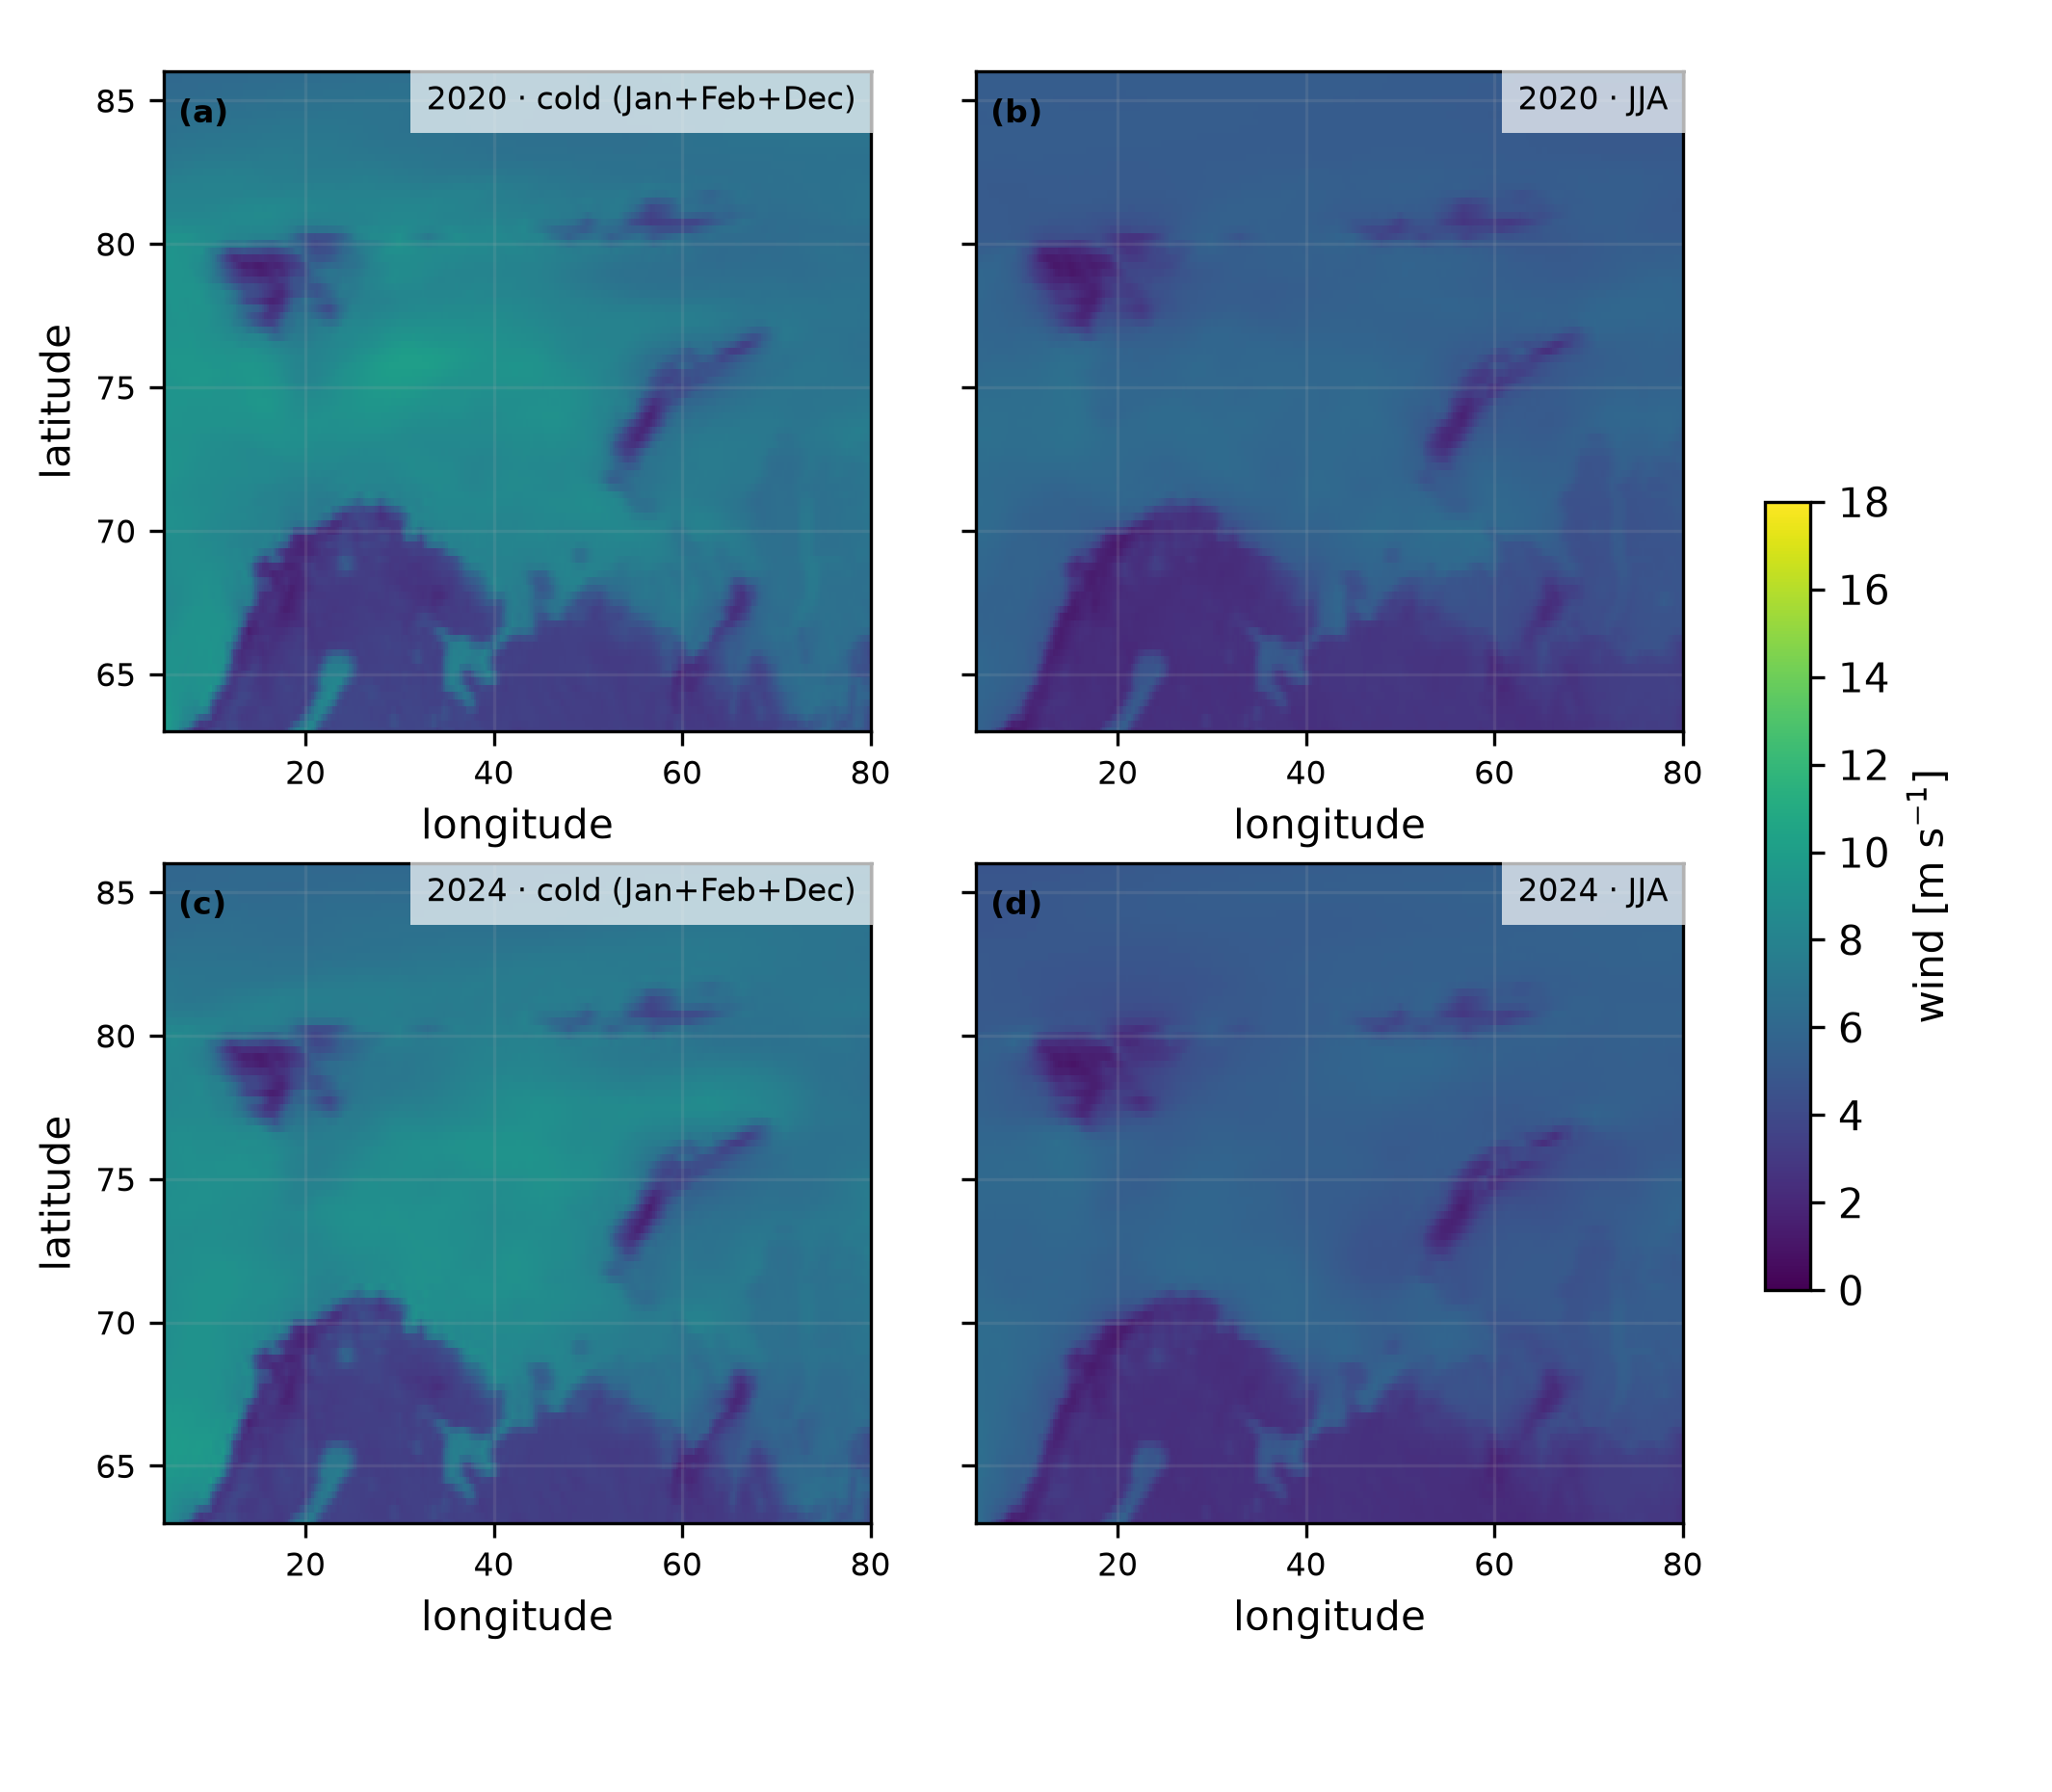 (a)
2020 · cold (Jan+Feb+Dec)
85
80
75
70
65
latitude
20 40 60 80
longitude
(b)
2020 · JJA
20 40 60 80
longitude
(c)
2024 · cold (Jan+Feb+Dec)
85
80
75
70
65
latitude
20 40 60 80
longitude
(d)
2024 · JJA
20 40 60 80
longitude
18
16
14
12
10
8
6
4
2
0
wind [m s⁻¹]